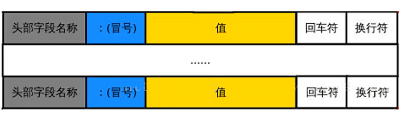 头部字段名称 :(冒号) 值 回车符 换行符
......
头部字段名称 :(冒号) 值 回车符 换行符